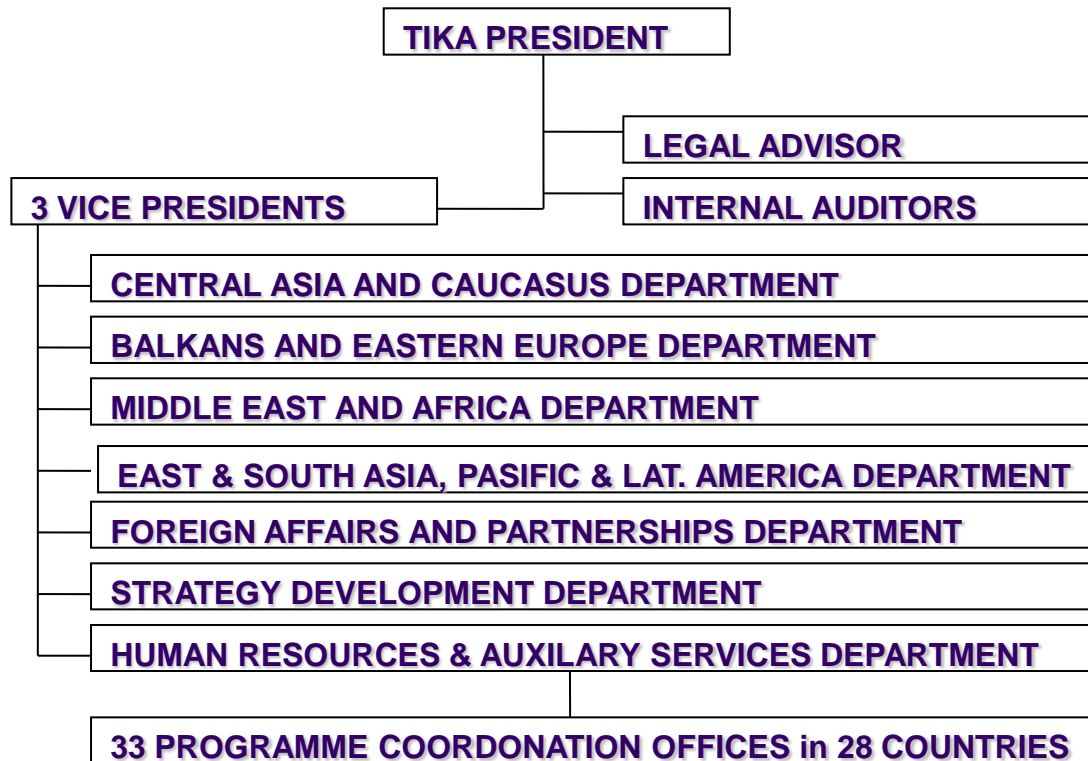 TIKA PRESIDENT
LEGAL ADVISOR
3 VICE PRESIDENTS
INTERNAL AUDITORS
CENTRAL ASIA AND CAUCASUS DEPARTMENT
BALKANS AND EASTERN EUROPE DEPARTMENT
MIDDLE EAST AND AFRICA DEPARTMENT
EAST & SOUTH ASIA, PASIFIC & LAT. AMERICA DEPARTMENT
FOREIGN AFFAIRS AND PARTNERSHIPS DEPARTMENT
STRATEGY DEVELOPMENT DEPARTMENT
HUMAN RESOURCES & AUXILARY SERVICES DEPARTMENT
33 PROGRAMME COORDONATION OFFICES in 28 COUNTRIES